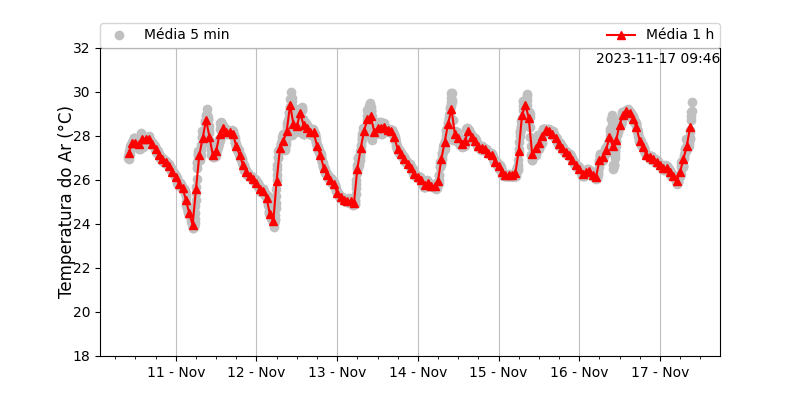 Média 5 min
Média 1 h
2023-11-17 09:46
Temperatura do Ar (°C)
32
30
28
26
24
22
20
18
11 - Nov
12 - Nov
13 - Nov
14 - Nov
15 - Nov
16 - Nov
17 - Nov